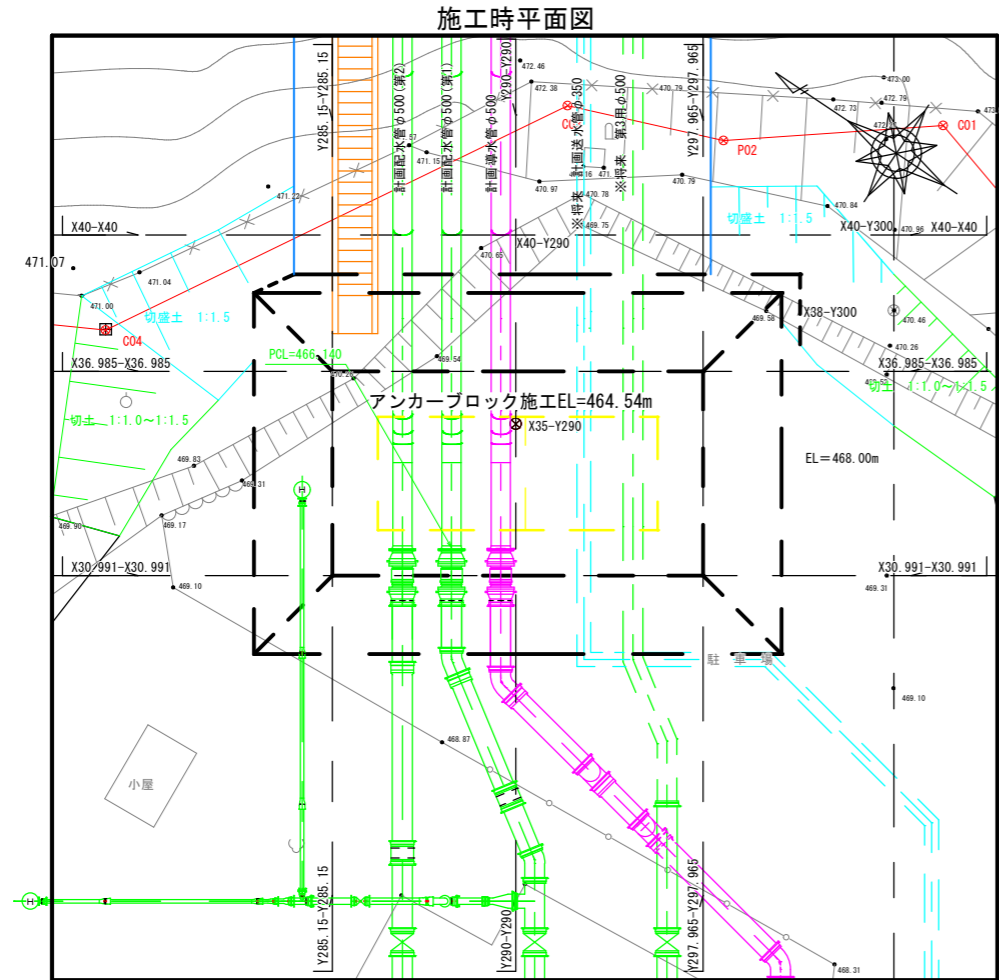 施工時平面図
Y285.15-Y285.15
計画配水管φ500(第2)
計画配水管φ500(第1)
計画導水管φ500
Y290-Y290
※将来 計画送水管φ350
※将来 第3用φ500
Y297.965-Y297.965
472.46
472.38
470.79
473.00
472.79
472.73
CO1
PO2
471.15
470.97
470.78
470.79
469.75
471.22
470.84
切盛土 1:1.5
X40-X40
X40-Y290
X40-Y300
X40-X40
470.96
470.65
471.07
471.04
471.00
切盛土 1:1.5
CO4
469.58
X38-Y300
470.46
470.26
PCL=466.140
469.54
X36.985-X36.985
X36.985-X36.985
アンカーブロック施工EL=464.54m
切土 1:1.0~1:1.5
切土 1:1.0~1:1.5
X35-Y290
EL=468.00m
469.83
469.31
H
469.17
469.90
X30.991-X30.991
X30.991-X30.991
469.10
469.31
駐車場
469.10
468.87
小屋
H
Y285.15-Y285.15
Y290-Y290
Y297.965-Y297.965
468.31